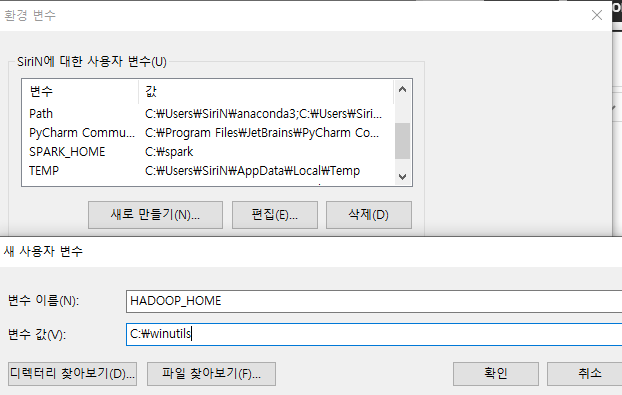 환경 변수
SiriN에 대한 사용자 변수(U)
변수 값
Path C:₩Users₩SiriN₩anaconda3;C:₩Users₩Siri...
PyCharm Commu... C:₩Program Files₩JetBrains₩PyCharm Co...
SPARK_HOME C:₩spark
TEMP C:₩Users₩SiriN₩AppData₩Local₩Temp
새로 만들기(N)... 편집(E)... 삭제(D)
새 사용자 변수
변수 이름(N): HADOOP_HOME
변수 값(V): C:₩winutils
디렉터리 찾아보기(D)... 파일 찾아보기(F)... 확인 취소